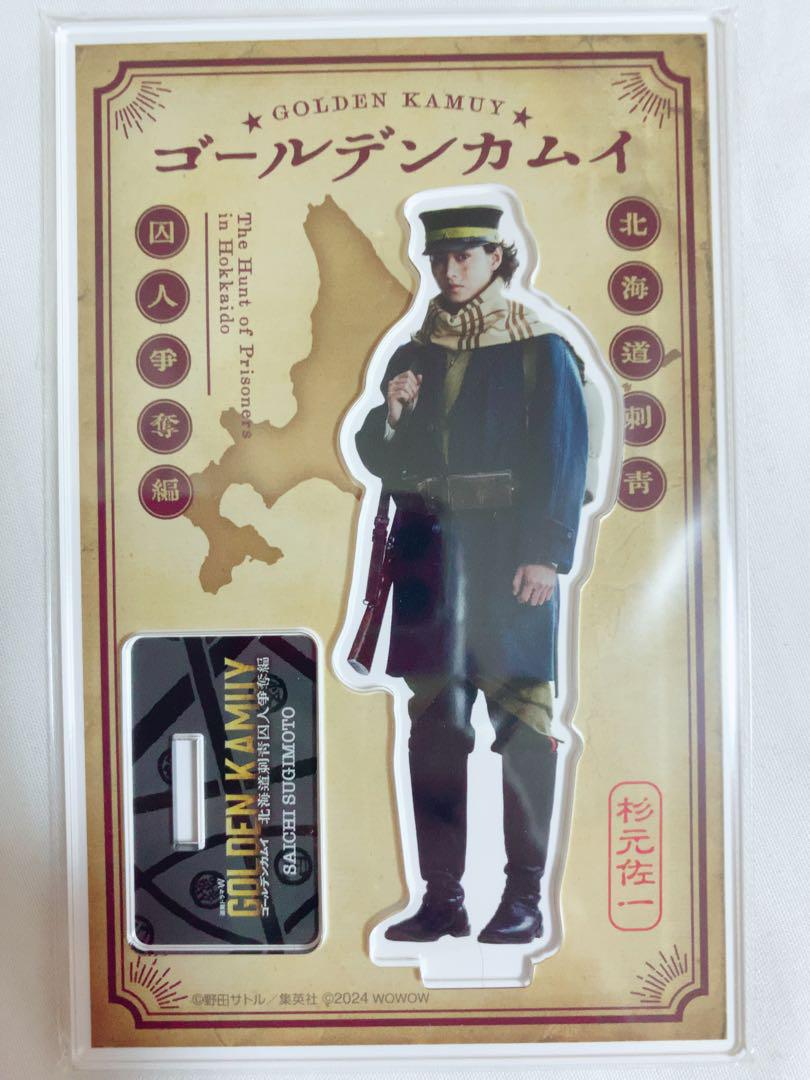 GOLDEN KAMUY
ゴールデンカムイ
北海道刺青
囚人争奪編
The Hunt of Prisoners
in Hokkaido
GOLDEN KAMUY
ゴールデンカムイ 北海道刺青囚人争奪編
SAICHI SUGIMOTO
杉元佐一
©野田サトル/集英社 ©2024 WOWOW